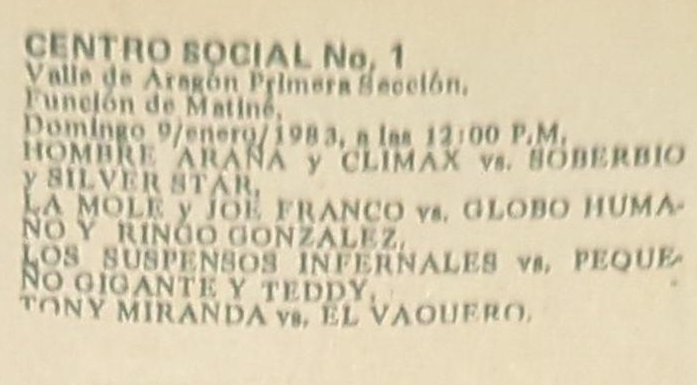 CENTRO SOCIAL No. 1
Valle de Aragón Primera Sección.
Función de Matiné.
Domingo 9/enero/1983, a las 12:00 P.M.
HOMBRE ARAÑA y CLIMAX vs. SOBERBIO
y SILVER STAR.
LA MOLE y JOE FRANCO vs. GLOBO HUMA-
NO Y RINGO GONZALEZ.
LOS SUSPENSOS INFERNALES vs. PEQUE-
ÑO GIGANTE Y TEDDY.
TONY MIRANDA vs. EL VAQUERO.